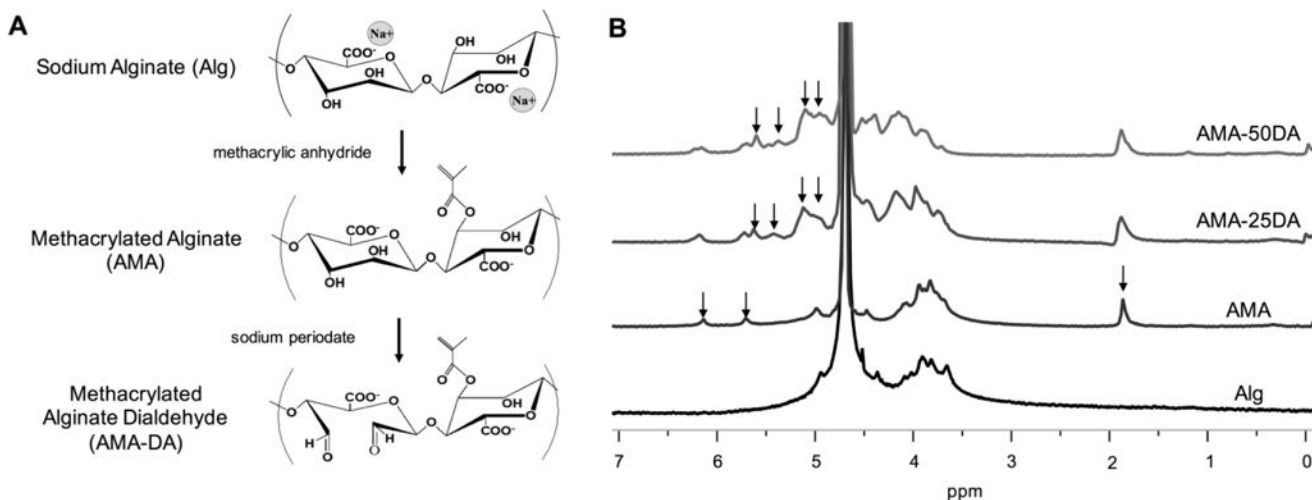 A
Sodium Alginate (Alg)
Na+
COO-
O
O
OH
OH
OH
O
OH
OH
O
COO-
Na+
methacrylic anhydride
Methacrylated Alginate
(AMA)
O
O
COO-
O
O
OH
OH
O
OH
O
COO-
sodium periodate
Methacrylated
Alginate Dialdehyde
(AMA-DA)
O
O
COO-
O
O
H
O
H
O
O
OH
O
COO-
B
AMA-50DA
AMA-25DA
AMA
Alg
7 6 5 4 3 2 1 0
ppm